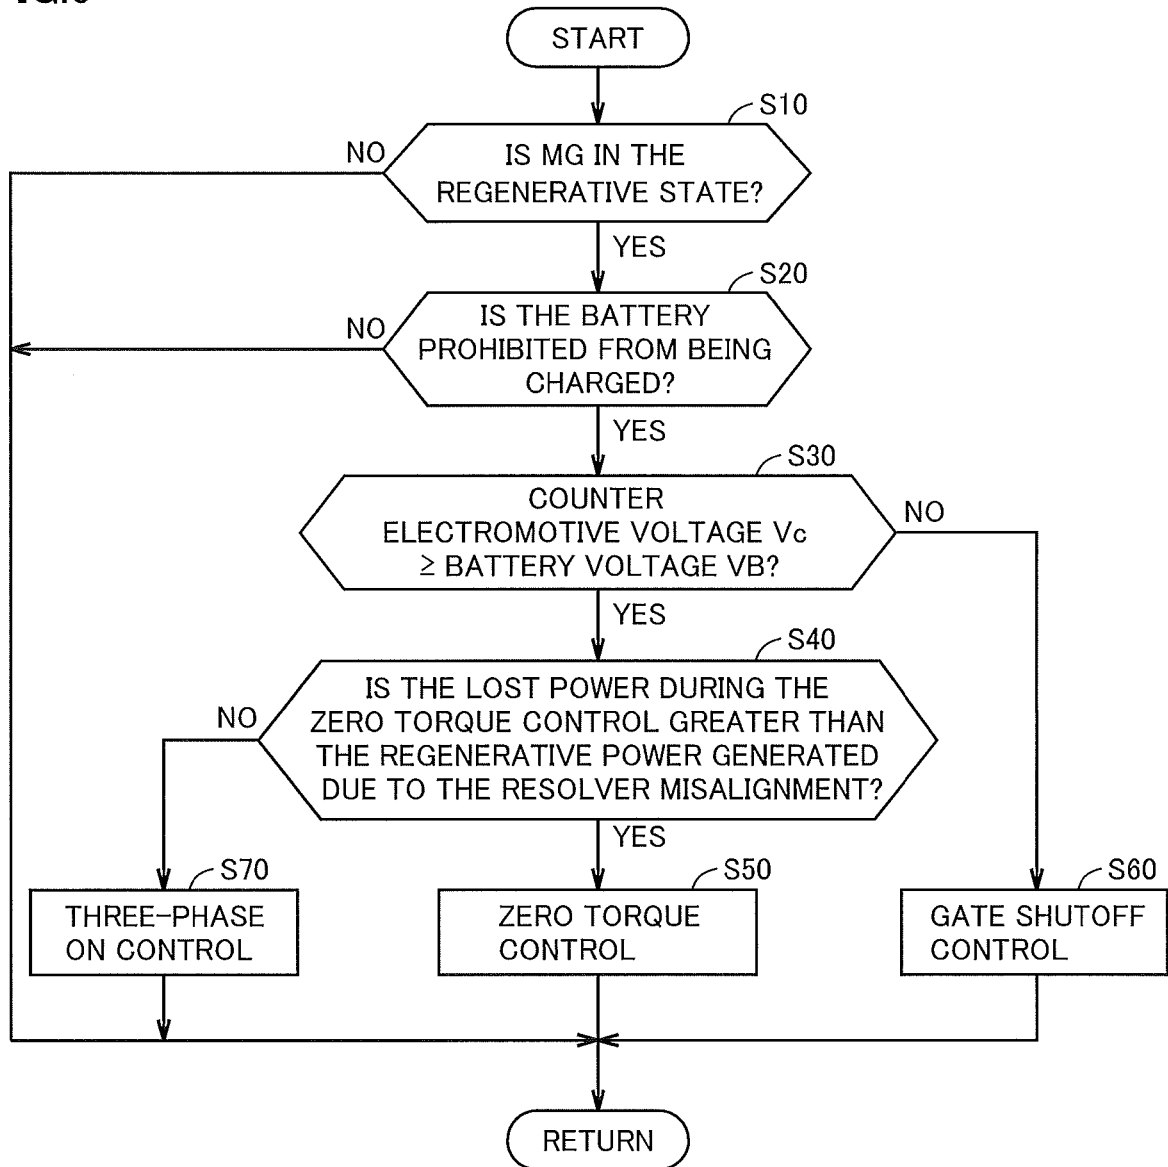 START
S10
NO
IS MG IN THE
REGENERATIVE STATE?
YES
S20
NO
IS THE BATTERY
PROHIBITED FROM BEING
CHARGED?
YES
S30
COUNTER
ELECTROMOTIVE VOLTAGE Vc
≥ BATTERY VOLTAGE VB?
NO
YES
S40
NO
IS THE LOST POWER DURING THE
ZERO TORQUE CONTROL GREATER THAN
THE REGENERATIVE POWER GENERATED
DUE TO THE RESOLVER MISALIGNMENT?
YES
S70
THREE-PHASE
ON CONTROL
S50
ZERO TORQUE
CONTROL
S60
GATE SHUTOFF
CONTROL
RETURN